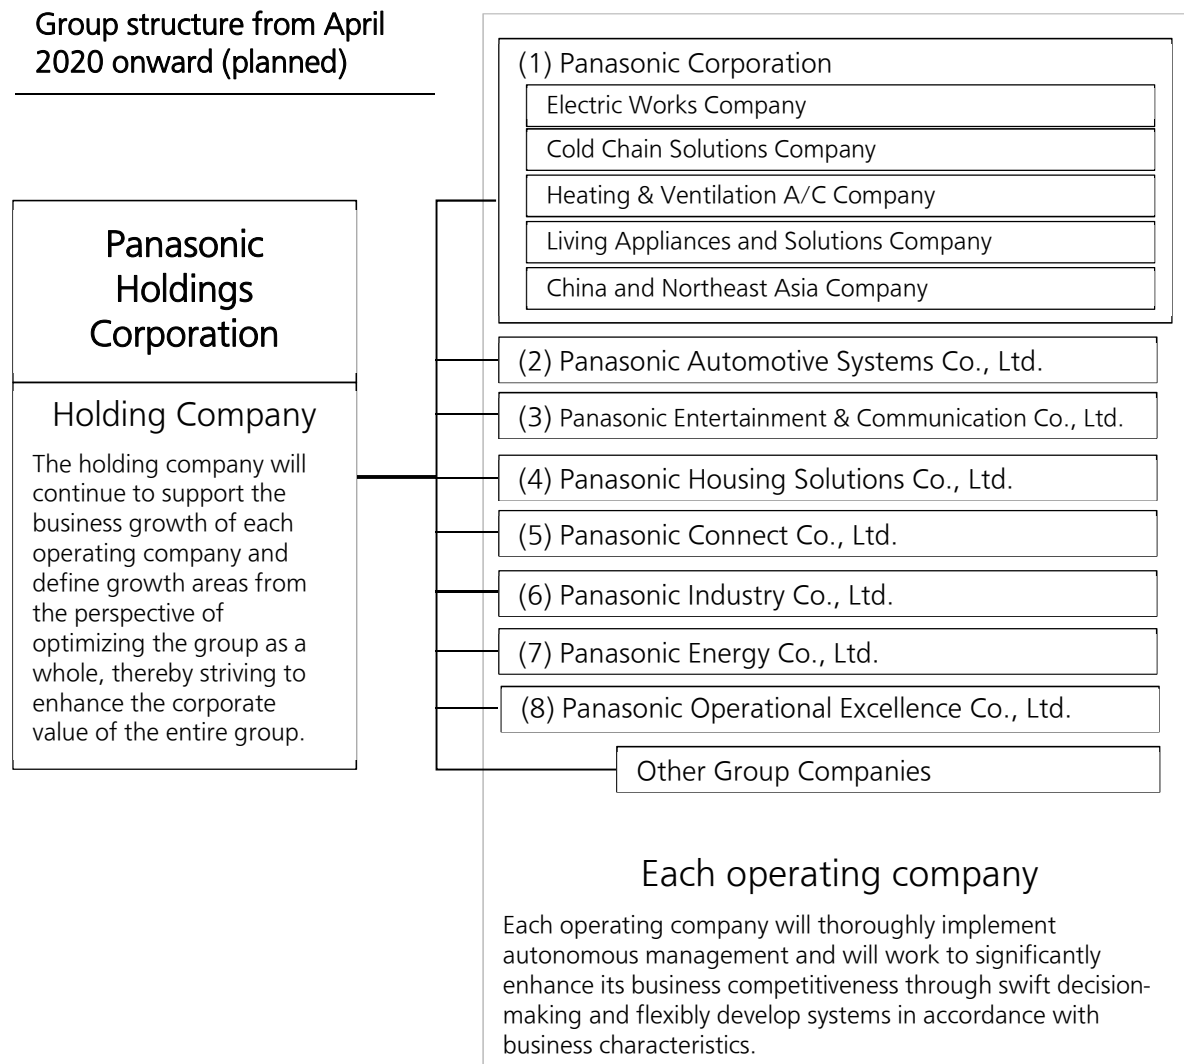 Group structure from April
2020 onward (planned)
Panasonic
Holdings
Corporation
Holding Company
The holding company will
continue to support the
business growth of each
operating company and
define growth areas from
the perspective of
optimizing the group as a
whole, thereby striving to
enhance the corporate
value of the entire group.
(1) Panasonic Corporation
Electric Works Company
Cold Chain Solutions Company
Heating & Ventilation A/C Company
Living Appliances and Solutions Company
China and Northeast Asia Company
(2) Panasonic Automotive Systems Co., Ltd.
(3) Panasonic Entertainment & Communication Co., Ltd.
(4) Panasonic Housing Solutions Co., Ltd.
(5) Panasonic Connect Co., Ltd.
(6) Panasonic Industry Co., Ltd.
(7) Panasonic Energy Co., Ltd.
(8) Panasonic Operational Excellence Co., Ltd.
Other Group Companies
Each operating company
Each operating company will thoroughly implement
autonomous management and will work to significantly
enhance its business competitiveness through swift decision-
making and flexibly develop systems in accordance with
business characteristics.